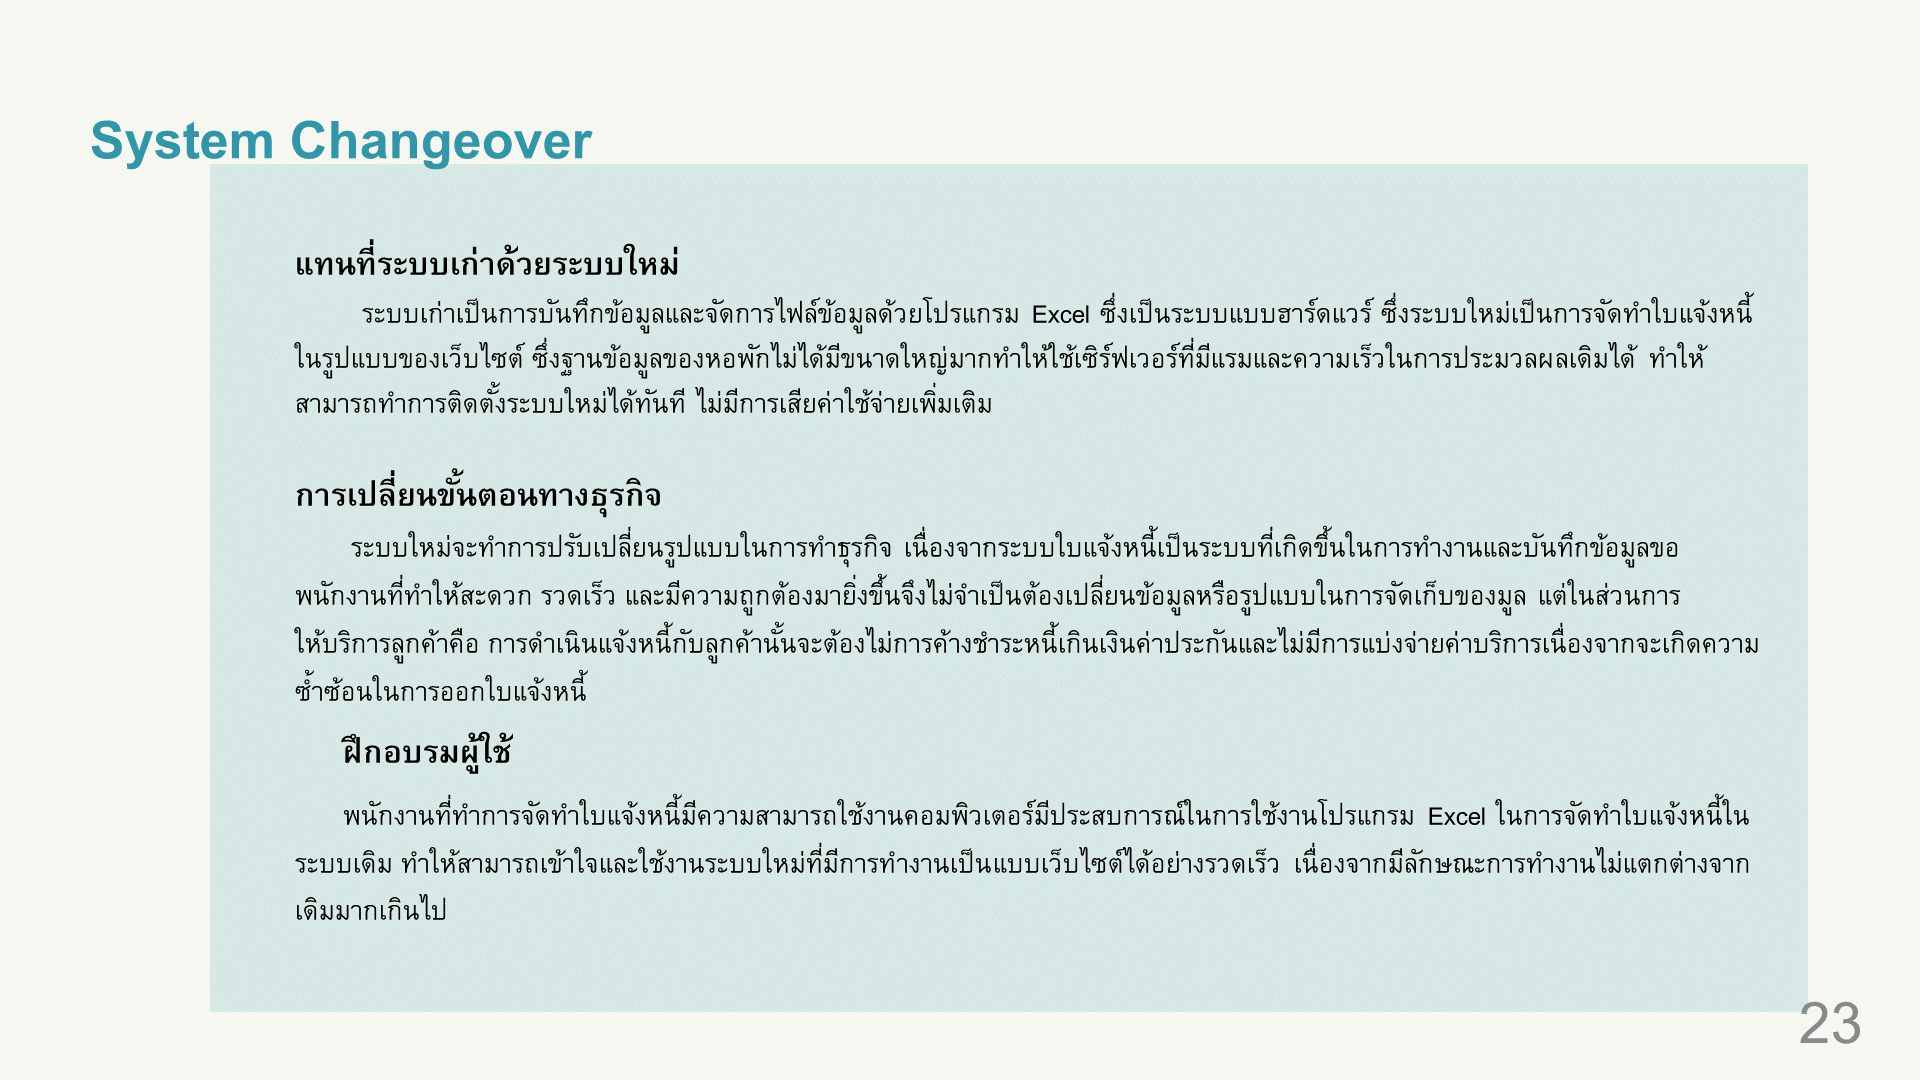 System Changeover
แทนที่ระบบเก่าด้วยระบบใหม่
ระบบเก่าเป็นการบันทึกข้อมูลและจัดการไฟล์ข้อมูลด้วยโปรแกรม Excel ซึ่งเป็นระบบแบบฮาร์ดแวร์ ซึ่งระบบใหม่เป็นการจัดทำใบแจ้งหนี้
ในรูปแบบของเว็บไซต์ ซึ่งฐานข้อมูลของหอพักไม่ได้มีขนาดใหญ่มากทำให้ใช้เซิร์ฟเวอร์ที่มีแรมและความเร็วในการประมวลผลเดิมได้ ทำให้
สามารถทำการติดตั้งระบบใหม่ได้ทันที ไม่มีการเสียค่าใช้จ่ายเพิ่มเติม
การเปลี่ยนขั้นตอนทางธุรกิจ
ระบบใหม่จะทำการปรับเปลี่ยนรูปแบบในการทำธุรกิจ เนื่องจากระบบใบแจ้งหนี้เป็นระบบที่เกิดขึ้นในการทำงานและบันทึกข้อมูลขอ
พนักงานที่ทำให้สะดวก รวดเร็ว และมีความถูกต้องมายิ่งขึ้นจึงไม่จำเป็นต้องเปลี่ยนข้อมูลหรือรูปแบบในการจัดเก็บของมูล แต่ในส่วนการ
ให้บริการลูกค้าคือ การดำเนินแจ้งหนี้กับลูกค้านั้นจะต้องไม่การค้างชำระหนี้เกินเงินค่าประกันและไม่มีการแบ่งจ่ายค่าบริการเนื่องจากจะเกิดความ
ซ้ำซ้อนในการออกใบแจ้งหนี้
ฝึกอบรมผู้ใช้
พนักงานที่ทำการจัดทำใบแจ้งหนี้มีความสามารถใช้งานคอมพิวเตอร์มีประสบการณ์ในการใช้งานโปรแกรม Excel ในการจัดทำใบแจ้งหนี้ใน
ระบบเดิม ทำให้สามารถเข้าใจและใช้งานระบบใหม่ที่มีการทำงานเป็นแบบเว็บไซต์ได้อย่างรวดเร็ว เนื่องจากมีลักษณะการทำงานไม่แตกต่างจาก
เดิมมากเกินไป
23